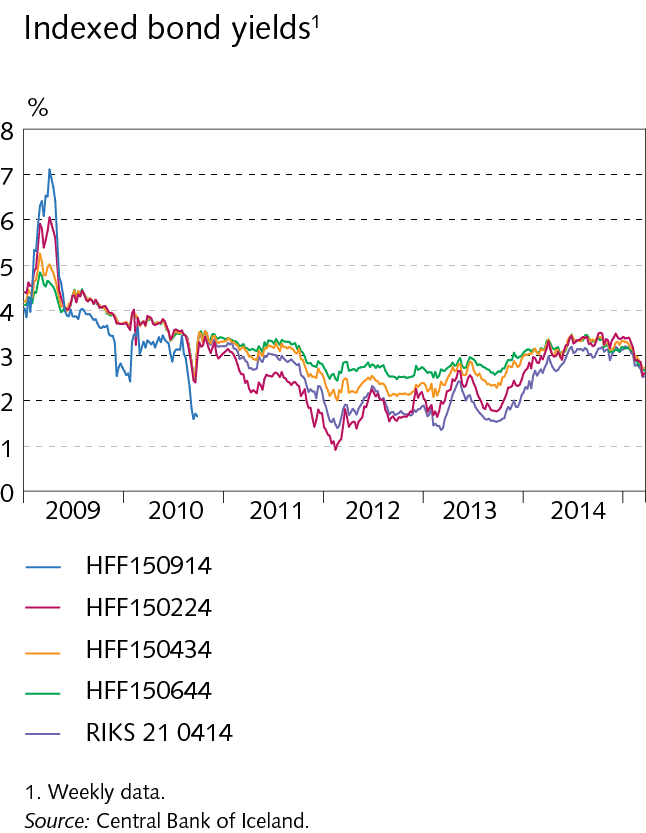 Indexed bond yields¹
%
8
7
6
5
4
3
2
1
0
2009 2010 2011 2012 2013 2014
HFF150914
HFF150224
HFF150434
HFF150644
RIKS 21 0414
1. Weekly data.
Source: Central Bank of Iceland.